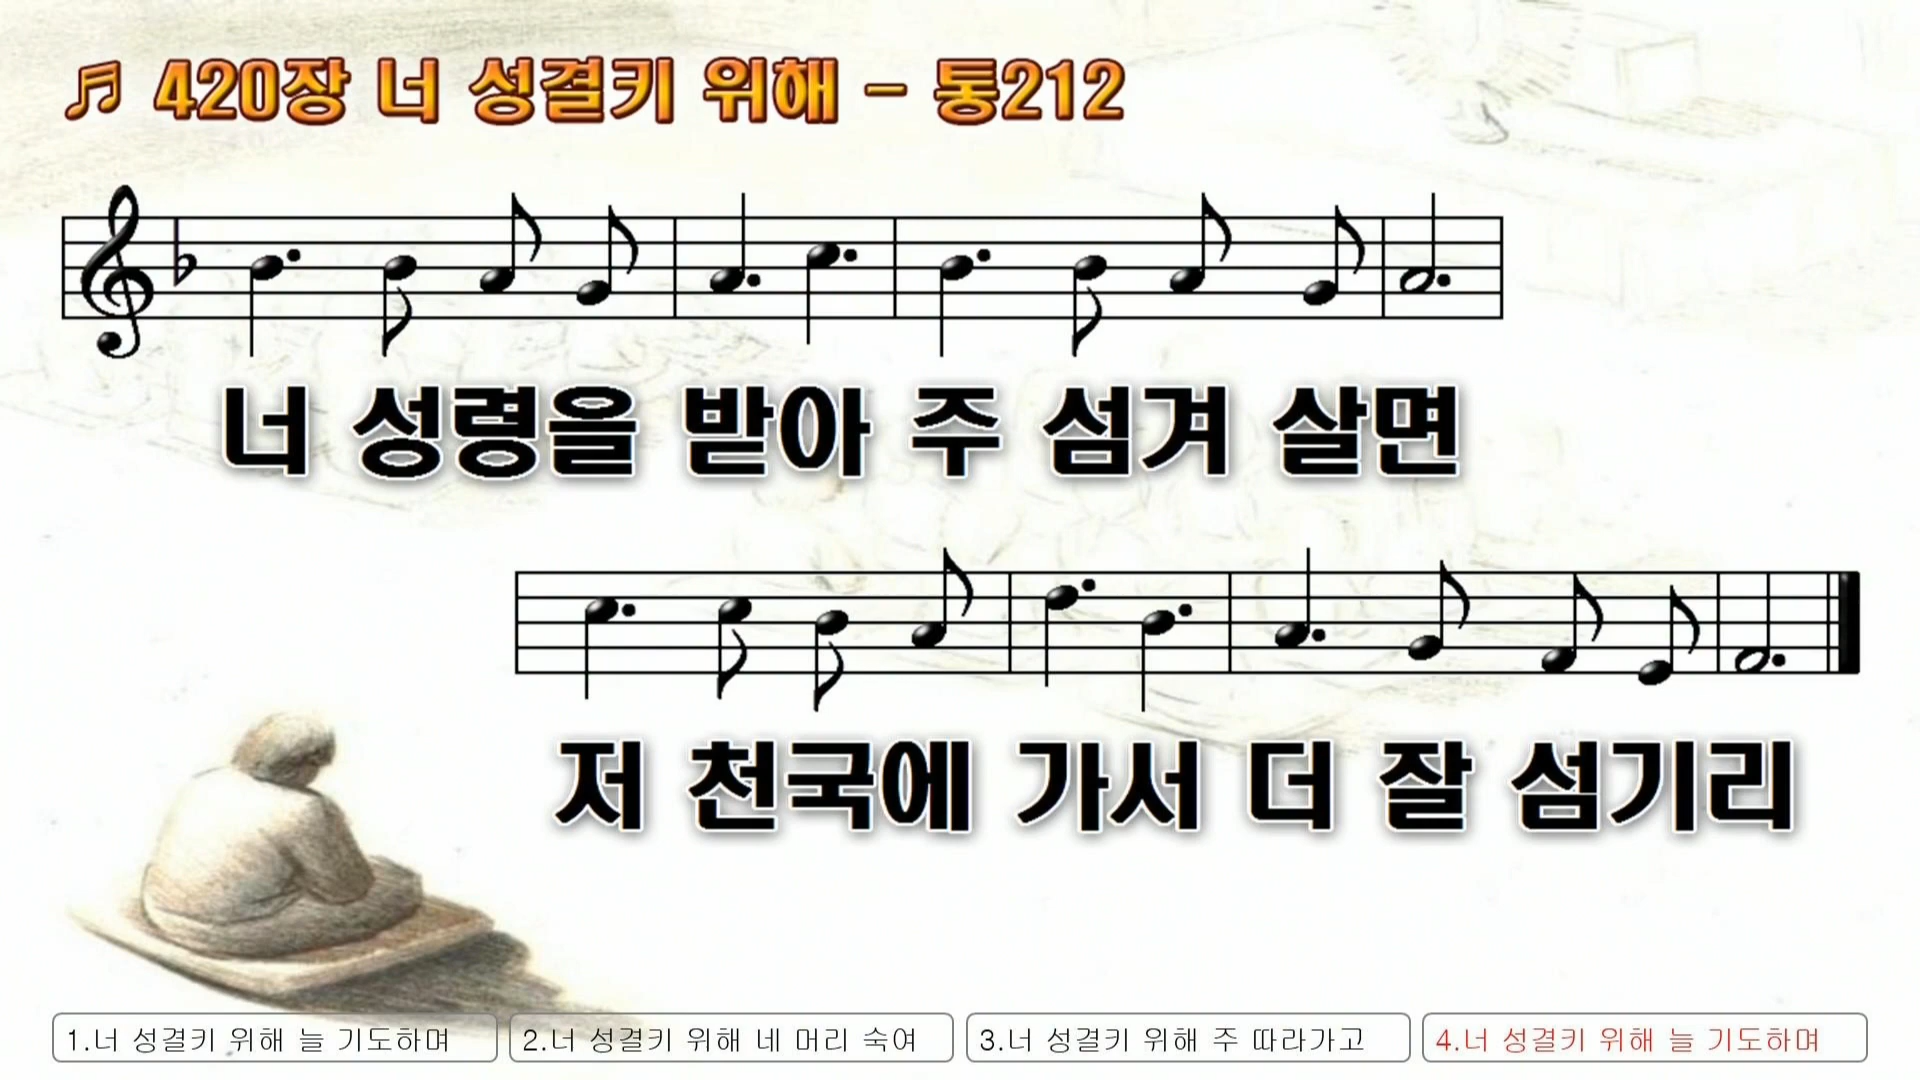 ♬ 420장 너 성결키 위해 - 통212
너 성령을 받아 주 섬겨 살면
저 천국에 가서 더 잘 섬기리
1.너 성결키 위해 늘 기도하며
2.너 성결키 위해 네 머리 숙여
3.너 성결키 위해 주 따라가고
4.너 성결키 위해 늘 기도하며